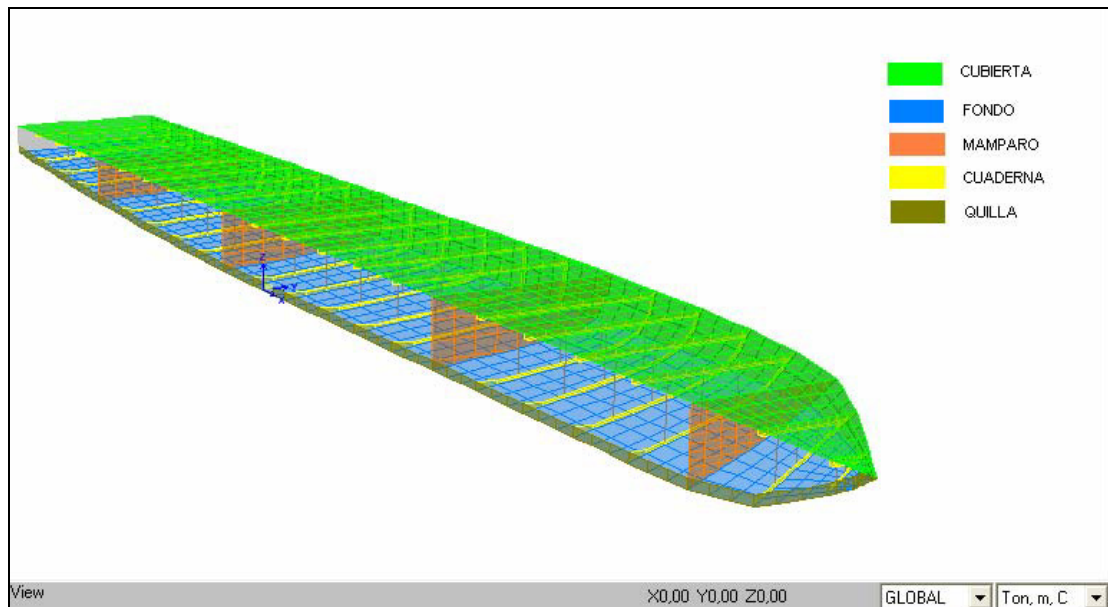 CUBIERTA
FONDO
MAMPARO
CUADERNA
QUILLA
Z
Y
X
View X0,00 Y0,00 Z0,00 GLOBAL Ton, m, C